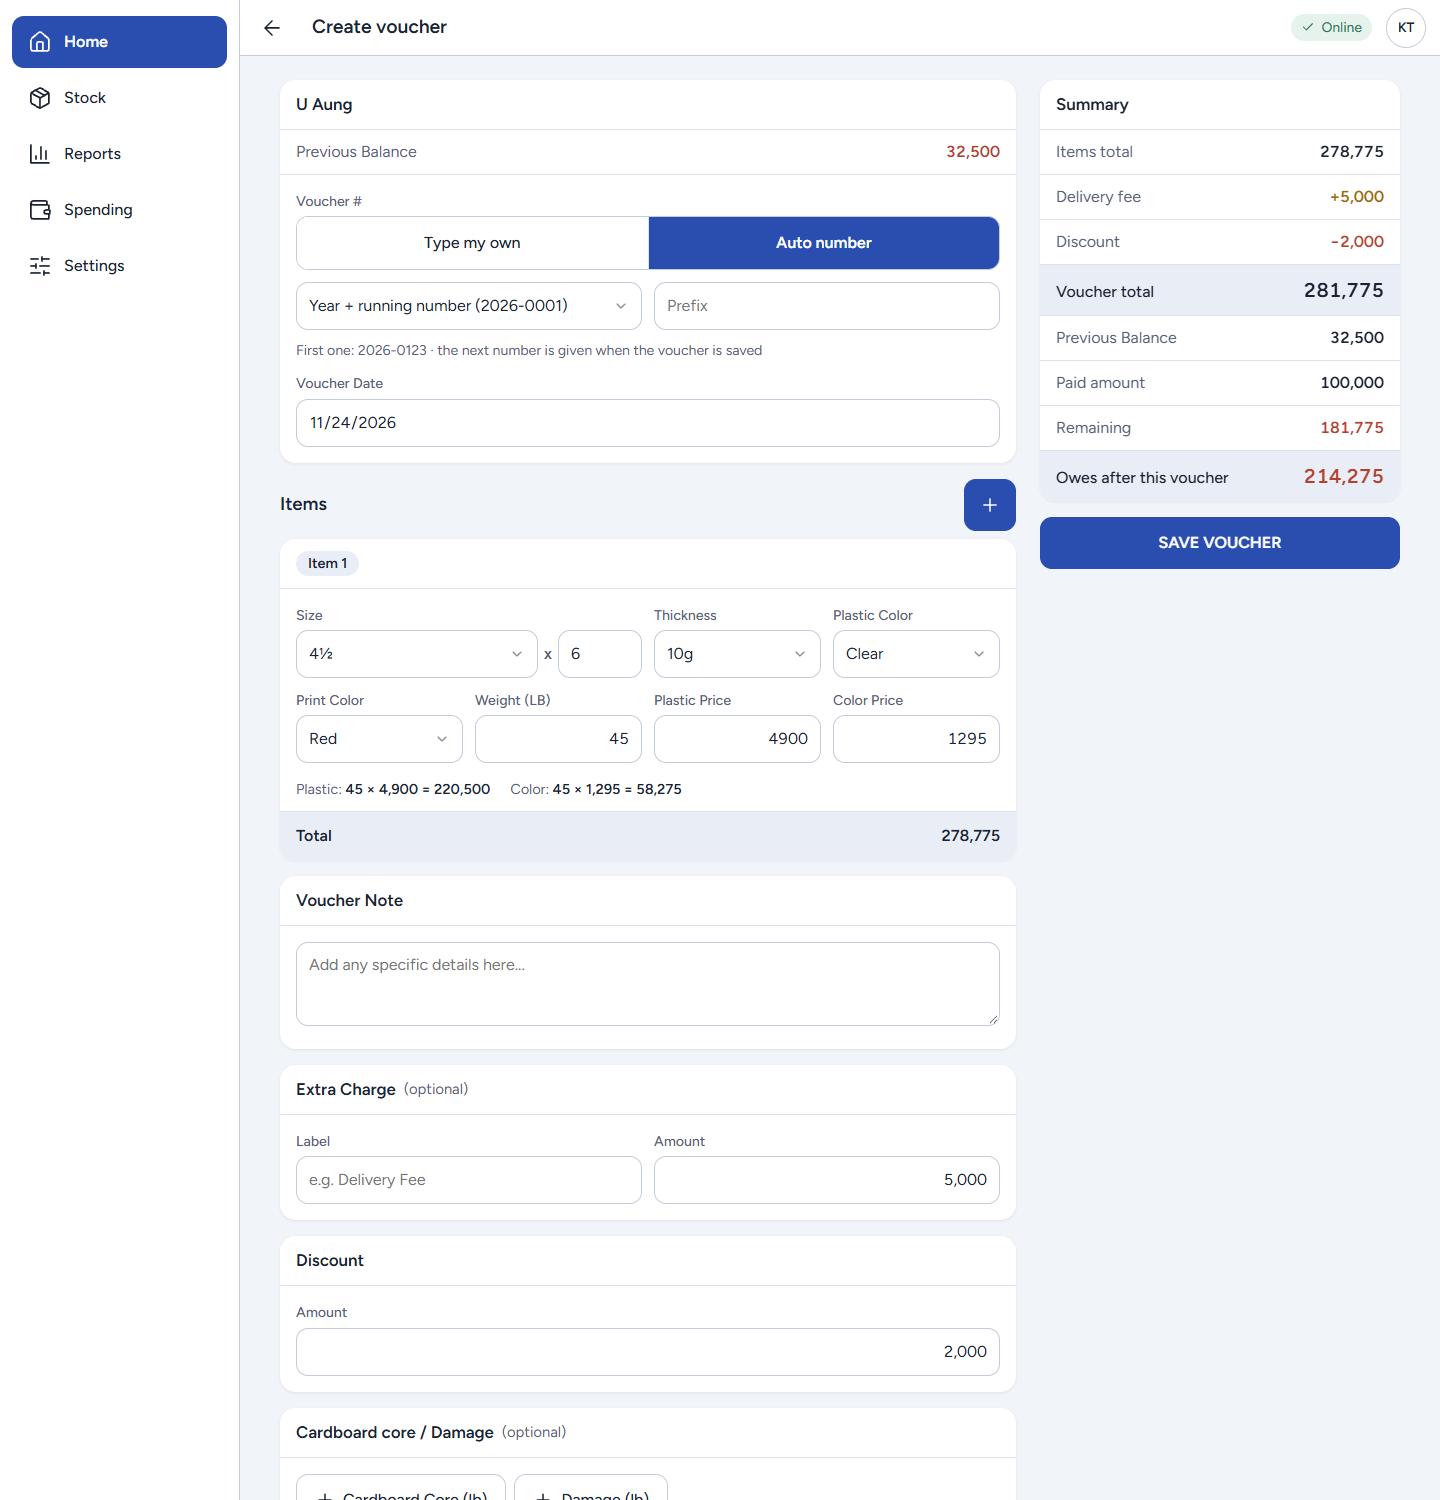 Home
Stock
Reports
Spending
Settings
Create voucher
Online
KT
U Aung
Previous Balance 32,500
Voucher #
Type my own Auto number
Year + running number (2026-0001) Prefix
First one: 2026-0123 · the next number is given when the voucher is saved
Voucher Date
11/24/2026
Items
+
Item 1
Size Thickness Plastic Color
4½ x 6 10g Clear
Print Color Weight (LB) Plastic Price Color Price
Red 45 4900 1295
Plastic: 45 × 4,900 = 220,500 Color: 45 × 1,295 = 58,275
Total 278,775
Voucher Note
Add any specific details here...
Extra Charge (optional)
Label Amount
e.g. Delivery Fee 5,000
Discount
Amount
2,000
Cardboard core / Damage (optional)
+ Cardboard Core (lb) + Damage (lb)
Summary
Items total 278,775
Delivery fee +5,000
Discount -2,000
Voucher total 281,775
Previous Balance 32,500
Paid amount 100,000
Remaining 181,775
Owes after this voucher 214,275
SAVE VOUCHER